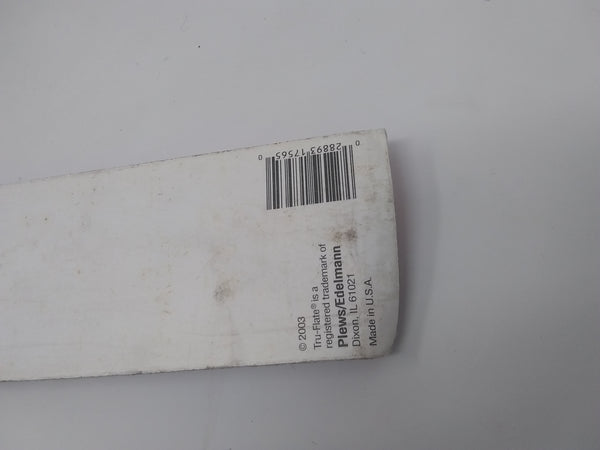 0 28893 17565 0
© 2003
Tru-Flate® is a
registered trademark of
Plews/Edelmann
Dixon, IL 61021
Made in U.S.A.